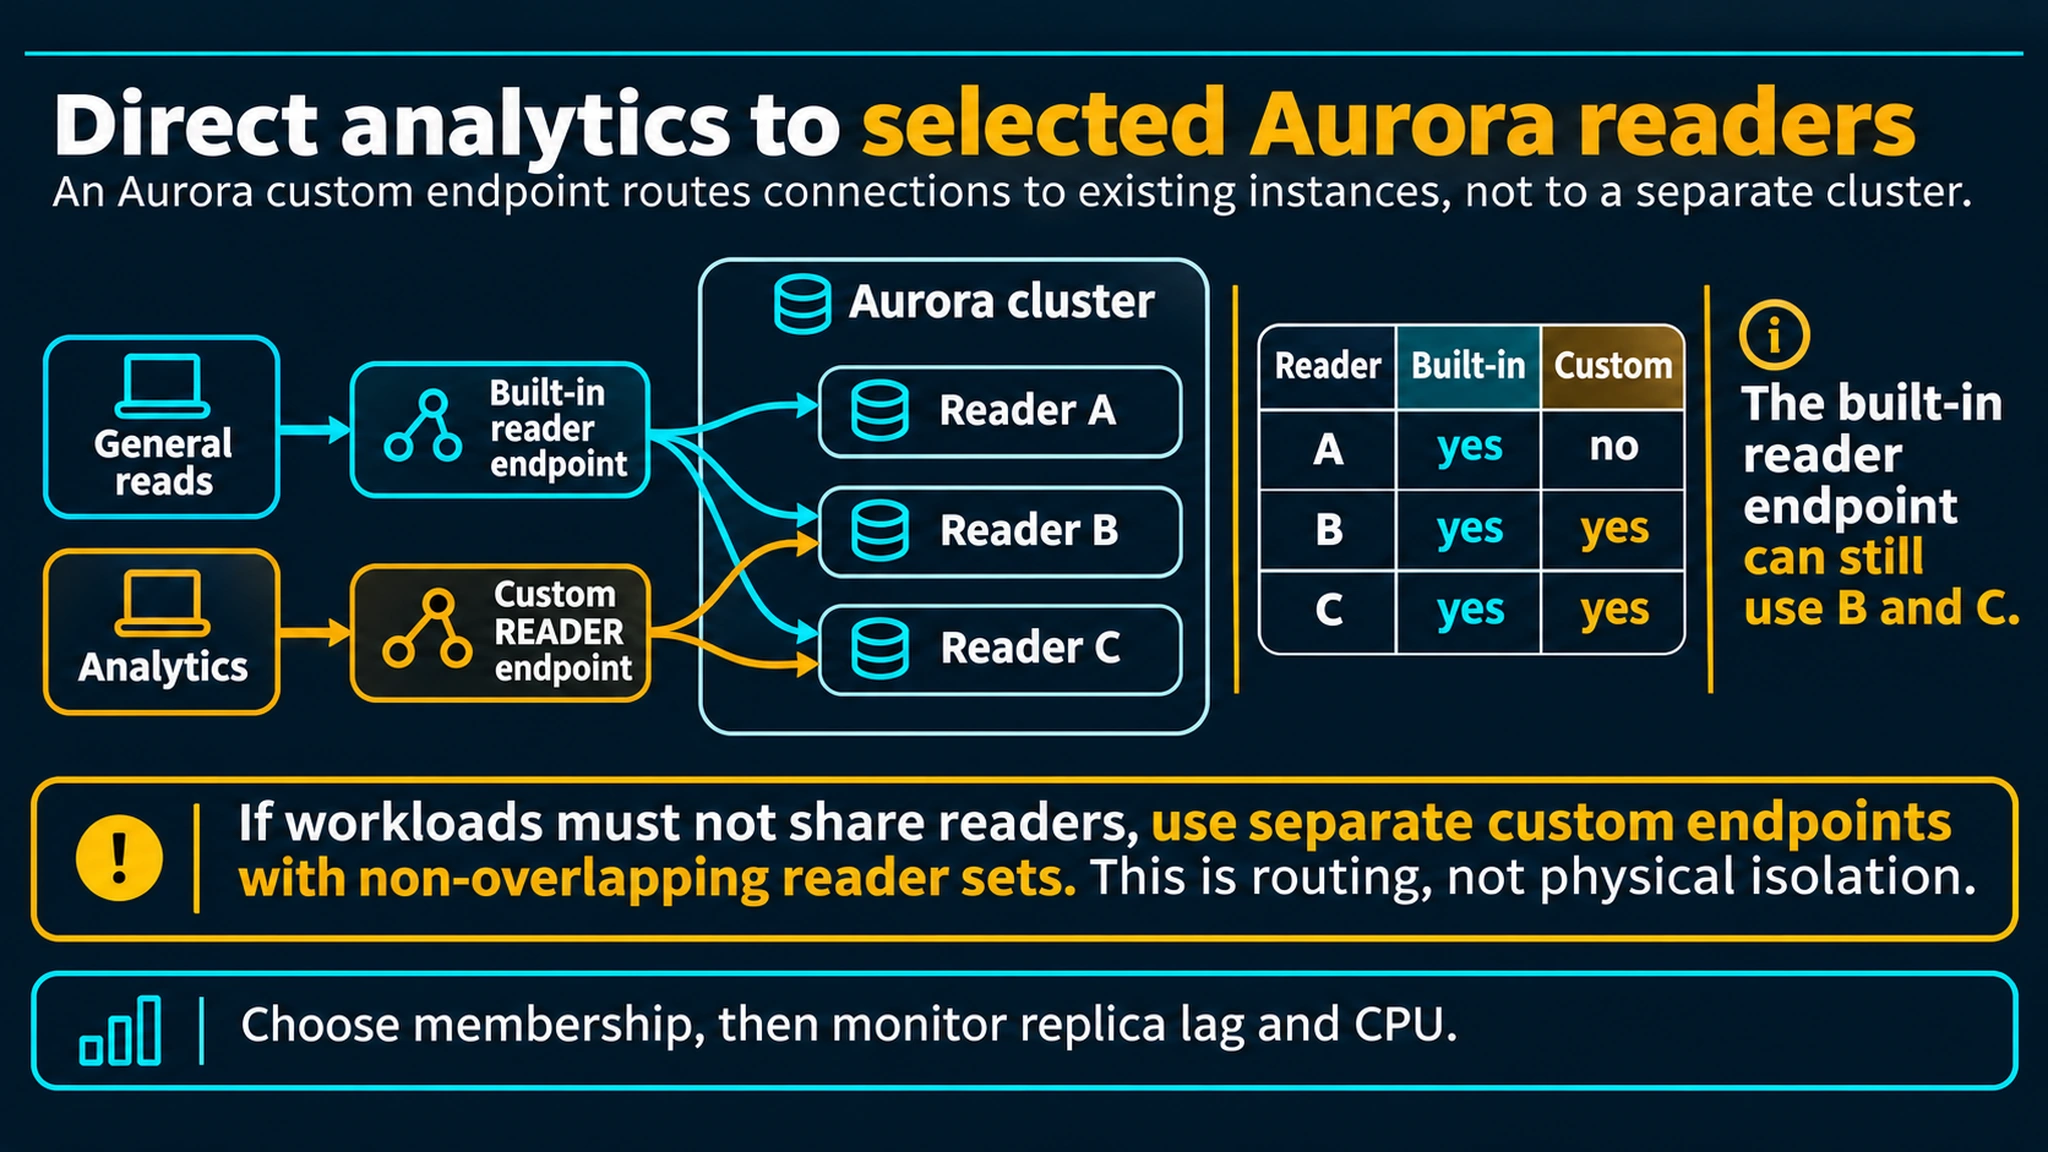 Direct analytics to selected Aurora readers
An Aurora custom endpoint routes connections to existing instances, not to a separate cluster.
General
reads
Built-in
reader
endpoint
Analytics
Custom
READER
endpoint
Aurora cluster
Reader A
Reader B
Reader C
Reader Built-in Custom
A yes no
B yes yes
C yes yes
i
The built-in
reader
endpoint
can still
use B and C.
!
If workloads must not share readers, use separate custom endpoints
with non-overlapping reader sets. This is routing, not physical isolation.
Choose membership, then monitor replica lag and CPU.